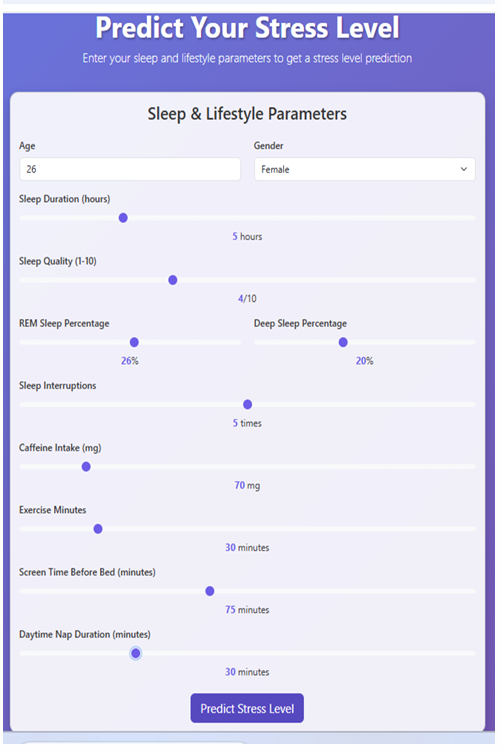 Predict Your Stress Level
Enter your sleep and lifestyle parameters to get a stress level prediction
Sleep & Lifestyle Parameters
Age
Gender
26
Female
Sleep Duration (hours)
5 hours
Sleep Quality (1-10)
4/10
REM Sleep Percentage
Deep Sleep Percentage
26%
20%
Sleep Interruptions
5 times
Caffeine Intake (mg)
70 mg
Exercise Minutes
30 minutes
Screen Time Before Bed (minutes)
75 minutes
Daytime Nap Duration (minutes)
30 minutes
Predict Stress Level